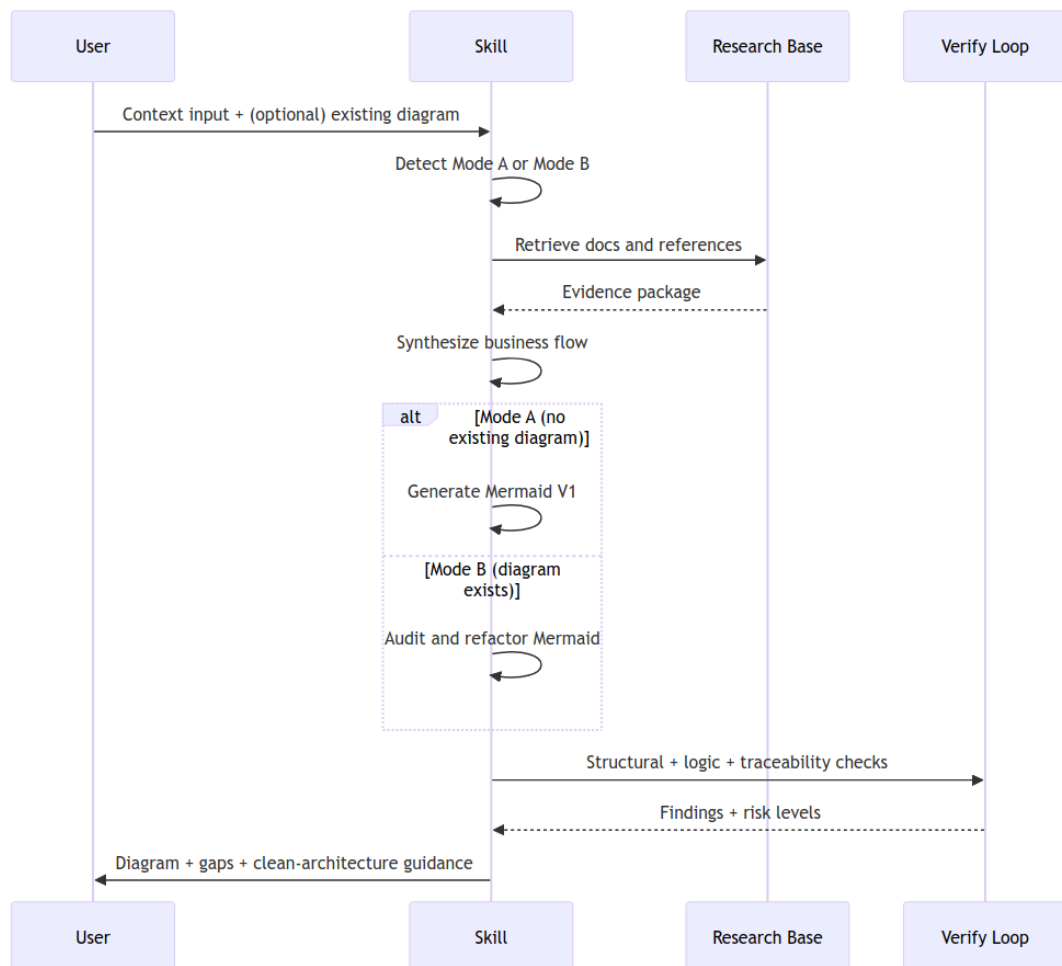 User
Skill
Research Base
Verify Loop
Context input + (optional) existing diagram
Detect Mode A or Mode B
Retrieve docs and references
Evidence package
Synthesize business flow
alt
[Mode A (no
existing diagram)]
Generate Mermaid V1
[Mode B (diagram
exists)]
Audit and refactor Mermaid
Structural + logic + traceability checks
Findings + risk levels
Diagram + gaps + clean-architecture guidance
User
Skill
Research Base
Verify Loop